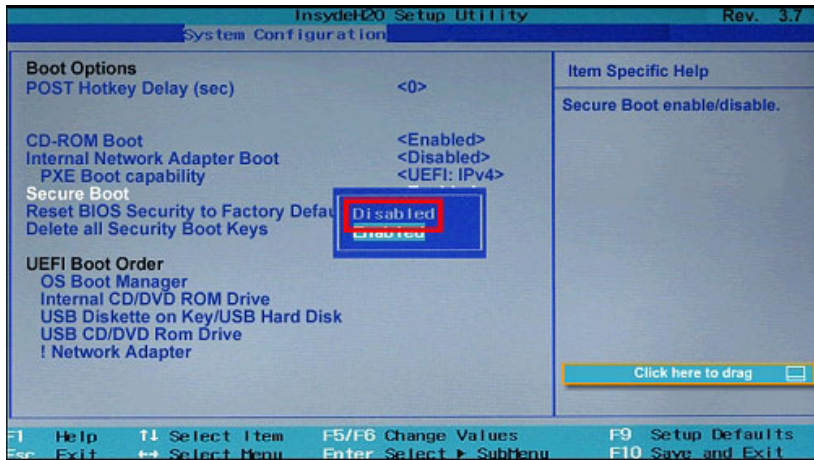 InsydeH20 Setup Utility Rev. 3.7
System Configuration
Boot Options
POST Hotkey Delay (sec) <0>
CD-ROM Boot <Enabled>
Internal Network Adapter Boot <Disabled>
PXE Boot capability <UEFI: IPv4>
Secure Boot
Reset BIOS Security to Factory Defau
Delete all Security Boot Keys
Disabled
Enabled
UEFI Boot Order
OS Boot Manager
Internal CD/DVD ROM Drive
USB Diskette on Key/USB Hard Disk
USB CD/DVD Rom Drive
! Network Adapter
Item Specific Help
Secure Boot enable/disable.
Click here to drag
F1 Help ↑↓ Select Item F5/F6 Change Values F9 Setup Defaults
Esc Exit ↔ Select Menu Enter Select ▶ SubMenu F10 Save and Exit